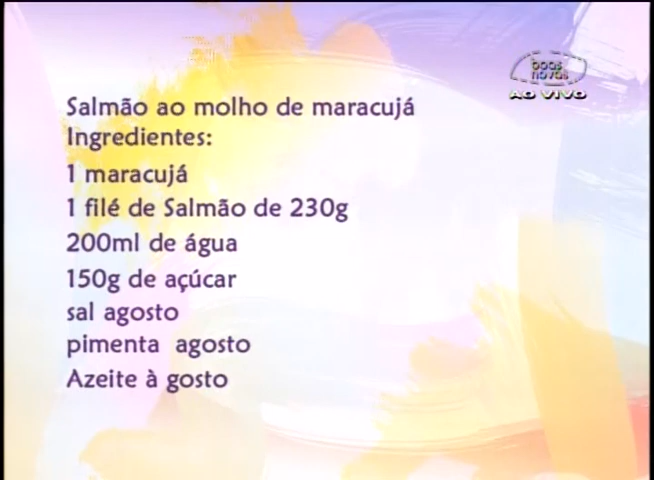 boas
novas
AO VIVO
Salmão ao molho de maracujá
Ingredientes:
1 maracujá
1 filé de Salmão de 230g
200ml de água
150g de açúcar
sal agosto
pimenta  agosto
Azeite à gosto